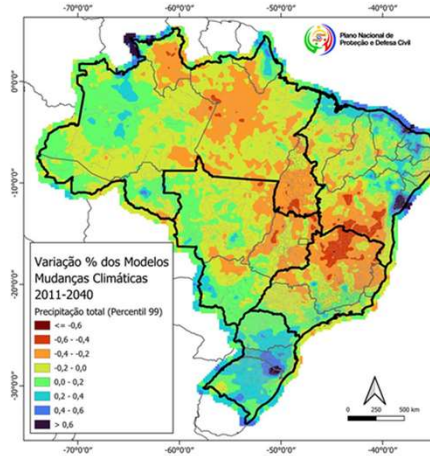 -70°0'0" -60°0'0" -50°0'0" -40°0'0"
Plano Nacional de
Proteção e Defesa Civil
0°0'0"
-10°0'0"
-20°0'0"
-30°0'0"
Variação % dos Modelos
Mudanças Climáticas
2011-2040
Precipitação total (Percentil 99)
<= -0,6
-0,6 - -0,4
-0,4 - -0,2
-0,2 - 0,0
0,0 - 0,2
0,2 - 0,4
0,4 - 0,6
> 0,6
0 250 500 km
-70°0'0" -60°0'0" -50°0'0" -40°0'0"